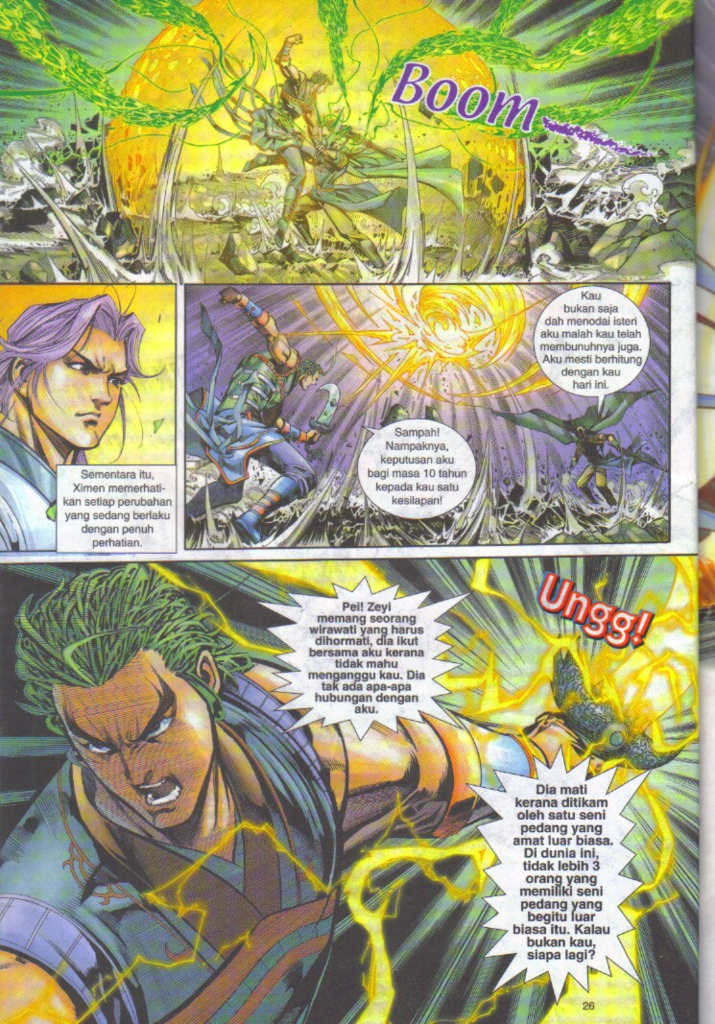 BOOM
Kau
bukan saja
dah menodai isteri
aku malah kau telah
membunuhnya juga.
Aku mesti berhitung
dengan kau
hari ini.
Sampah!
Nampaknya,
keputusan aku
bagi masa 10 tahun
kepada kau satu
kesilapan!
Sementara itu,
Ximen memerhati-
kan setiap perubahan
yang sedang berlaku
dengan penuh
perhatian.
Pei! Zeyi
memang seorang
wirawati yang harus
dihormati, dia ikut
bersama aku kerana
tidak mahu
menganggu kau. Dia
tak ada apa-apa
hubungan dengan
aku.
Ungg!
Dia mati
kerana ditikam
oleh satu seni
pedang yang
amat luar biasa.
Di dunia ini,
tidak lebih 3
orang yang
memiliki seni
pedang yang
begitu luar
biasa itu. Kalau
bukan kau,
siapa lagi?
26